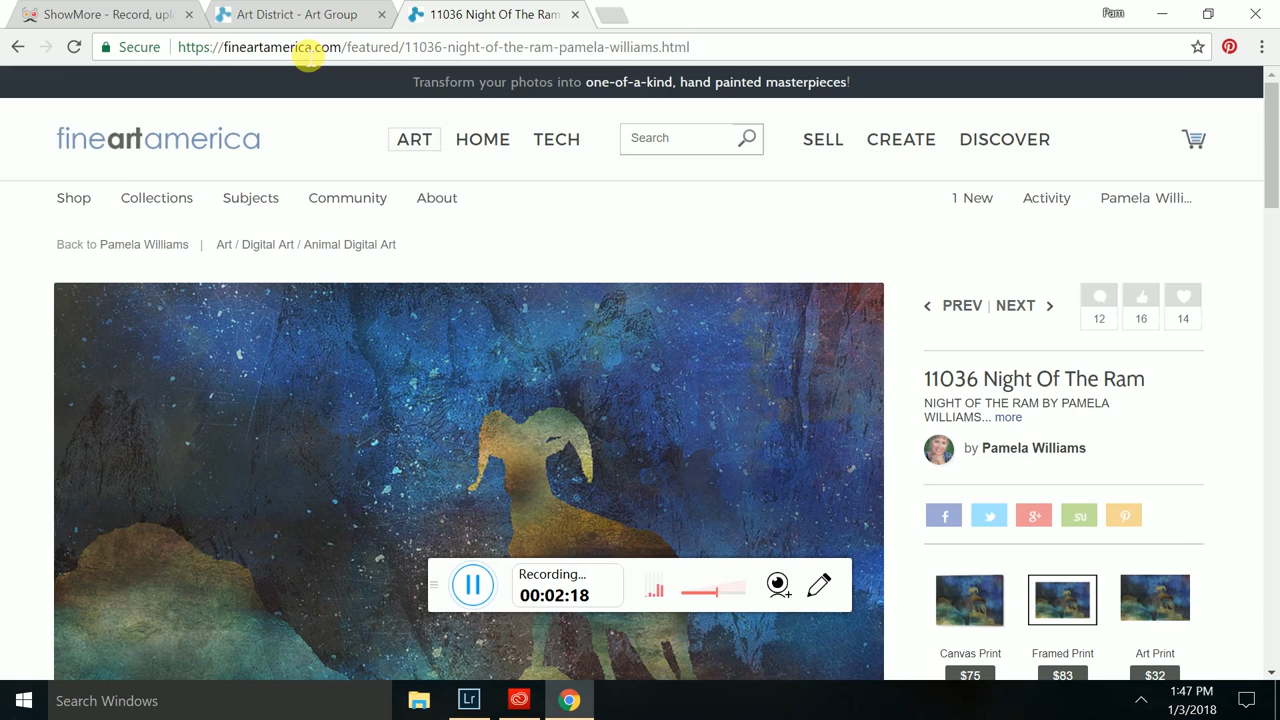 ShowMore - Record, upl
Art District - Art Group
11036 Night Of The Ram
Pam
Secure
https://fineartamerica.com/featured/11036-night-of-the-ram-pamela-williams.html
Transform your photos into one-of-a-kind, hand painted masterpieces!
fineartamerica
ART
HOME
TECH
Search
SELL
CREATE
DISCOVER
Shop
Collections
Subjects
Community
About
1 New
Activity
Pamela Willi...
Back to Pamela Williams | Art / Digital Art / Animal Digital Art
PREV | NEXT
12
16
14
11036 Night Of The Ram
NIGHT OF THE RAM BY PAMELA
WILLIAMS... more
by Pamela Williams
Recording...
00:02:18
Canvas Print
Framed Print
Art Print
$75
$83
$32
Search Windows
Lr
1:47 PM
1/3/2018